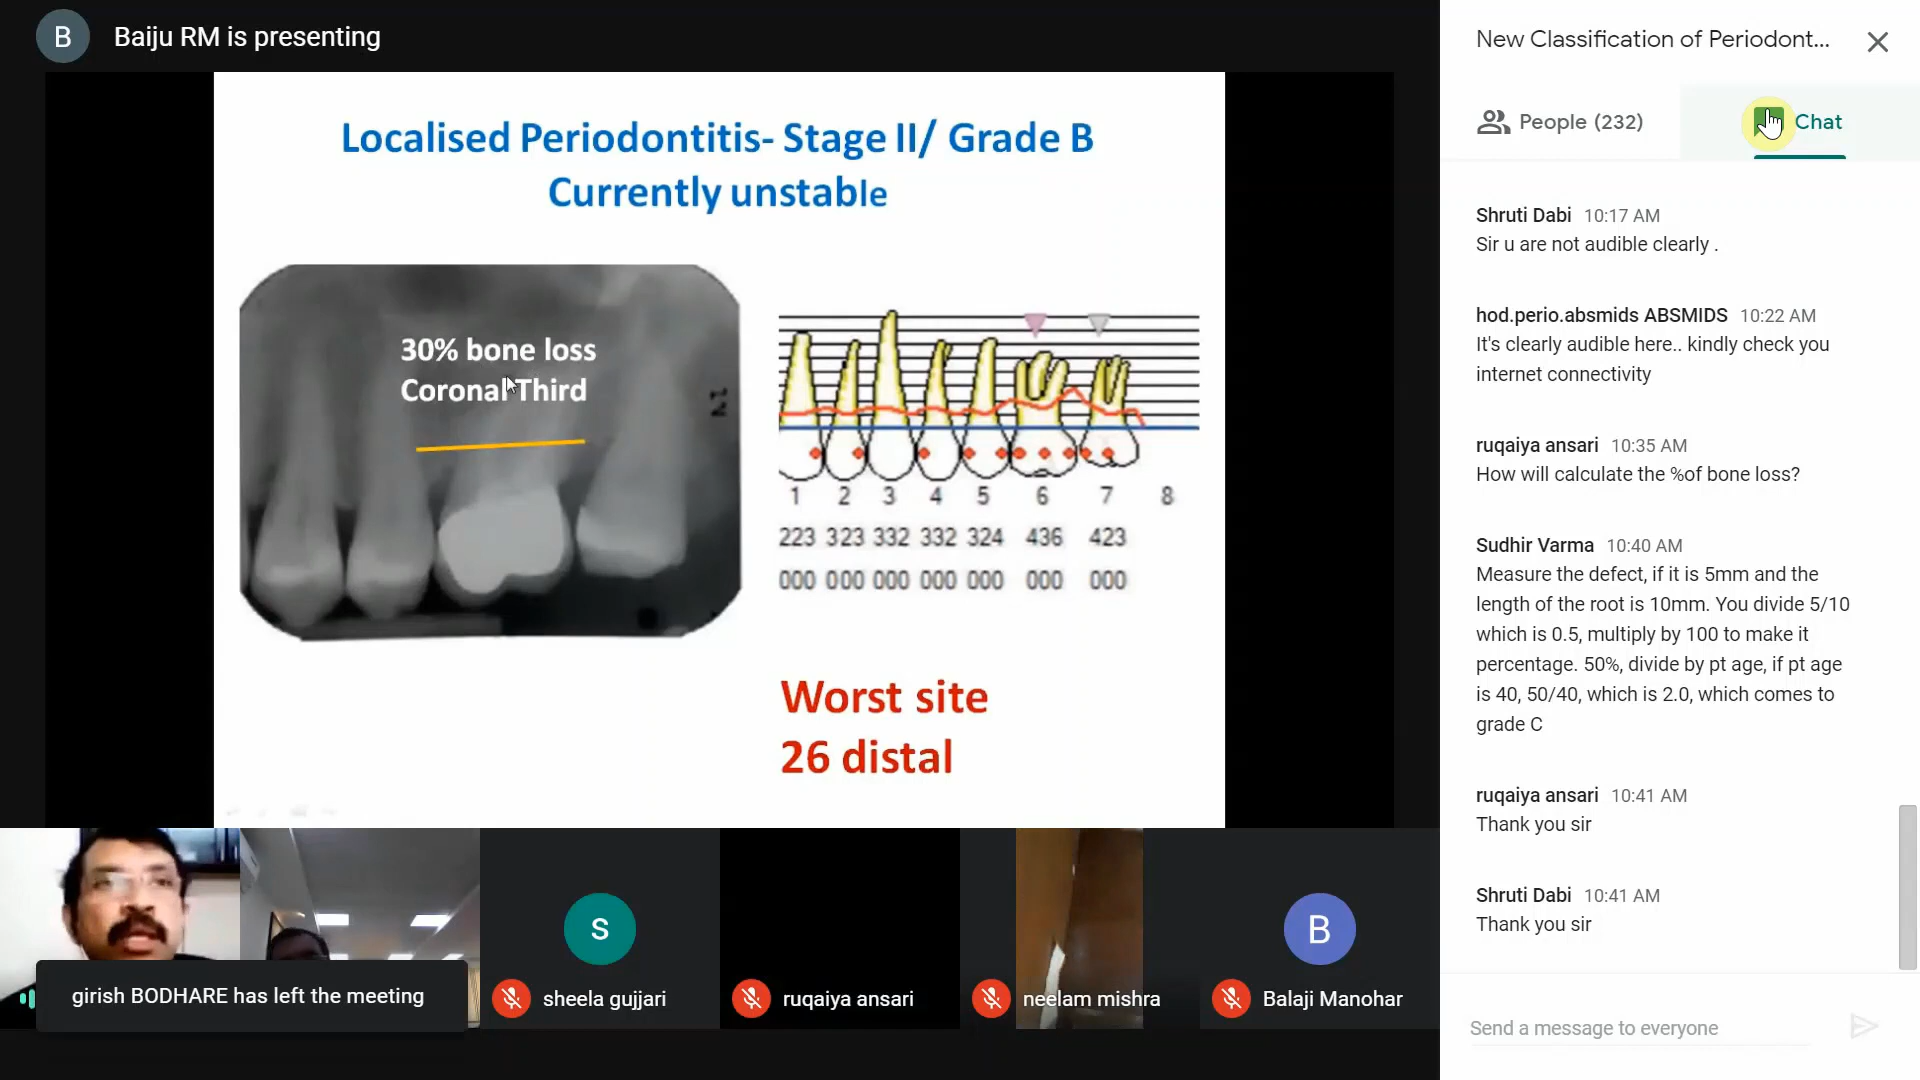 B
Baiju RM is presenting
Localised Periodontitis- Stage II/ Grade B
Currently unstable
30% bone loss
Coronal Third
1 2 3 4 5 6 7 8
223 323 332 332 324 436 423
000 000 000 000 000 000 000
Worst site
26 distal
girish BODHARE has left the meeting
S
sheela gujjari
ruqaiya ansari
neelam mishra
B
Balaji Manohar
New Classification of Periodont...
People (232)
Chat
Shruti Dabi 10:17 AM
Sir u are not audible clearly .
hod.perio.absmids ABSMIDS 10:22 AM
It's clearly audible here.. kindly check you
internet connectivity
ruqaiya ansari 10:35 AM
How will calculate the %of bone loss?
Sudhir Varma 10:40 AM
Measure the defect, if it is 5mm and the
length of the root is 10mm. You divide 5/10
which is 0.5, multiply by 100 to make it
percentage. 50%, divide by pt age, if pt age
is 40, 50/40, which is 2.0, which comes to
grade C
ruqaiya ansari 10:41 AM
Thank you sir
Shruti Dabi 10:41 AM
Thank you sir
Send a message to everyone